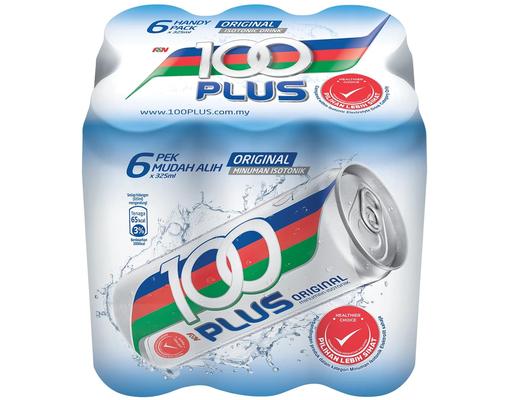 6 HANDY PACK
x 325ml
ORIGINAL
ISOTONIC DRINK
F&N
100
PLUS
HEALTHIER CHOICE
PILIHAN LEBIH SIHAT
www.100PLUS.com.my
6 PEK
MUDAH ALIH
x 325ml
ORIGINAL
MINUMAN ISOTONIK
Tenaga
65 kcal
3%
F&N
100
PLUS
ORIGINAL
MINUMAN ISOTONIK
HEALTHIER CHOICE
PILIHAN LEBIH SIHAT